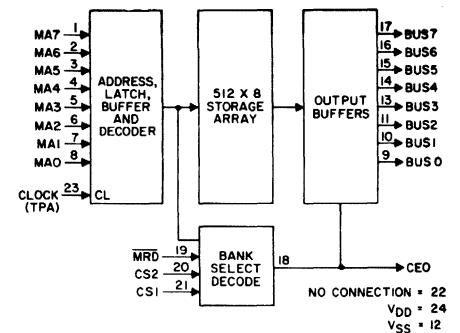 MA7 1
MA6 2
MA5 3
MA4 4
MA3 5
MA2 6
MA1 7
MA0 8
CLOCK 23
(TPA)
CL
ADDRESS,
LATCH,
BUFFER
AND
DECODER
512 X 8
STORAGE
ARRAY
OUTPUT
BUFFERS
17 BUS7
16 BUS6
15 BUS5
14 BUS4
13 BUS3
11 BUS2
10 BUS1
9 BUS0
MRD 19
CS2 20
CS1 21
BANK
SELECT
DECODE
18
CEO
NO CONNECTION = 22
VDD = 24
VSS = 12